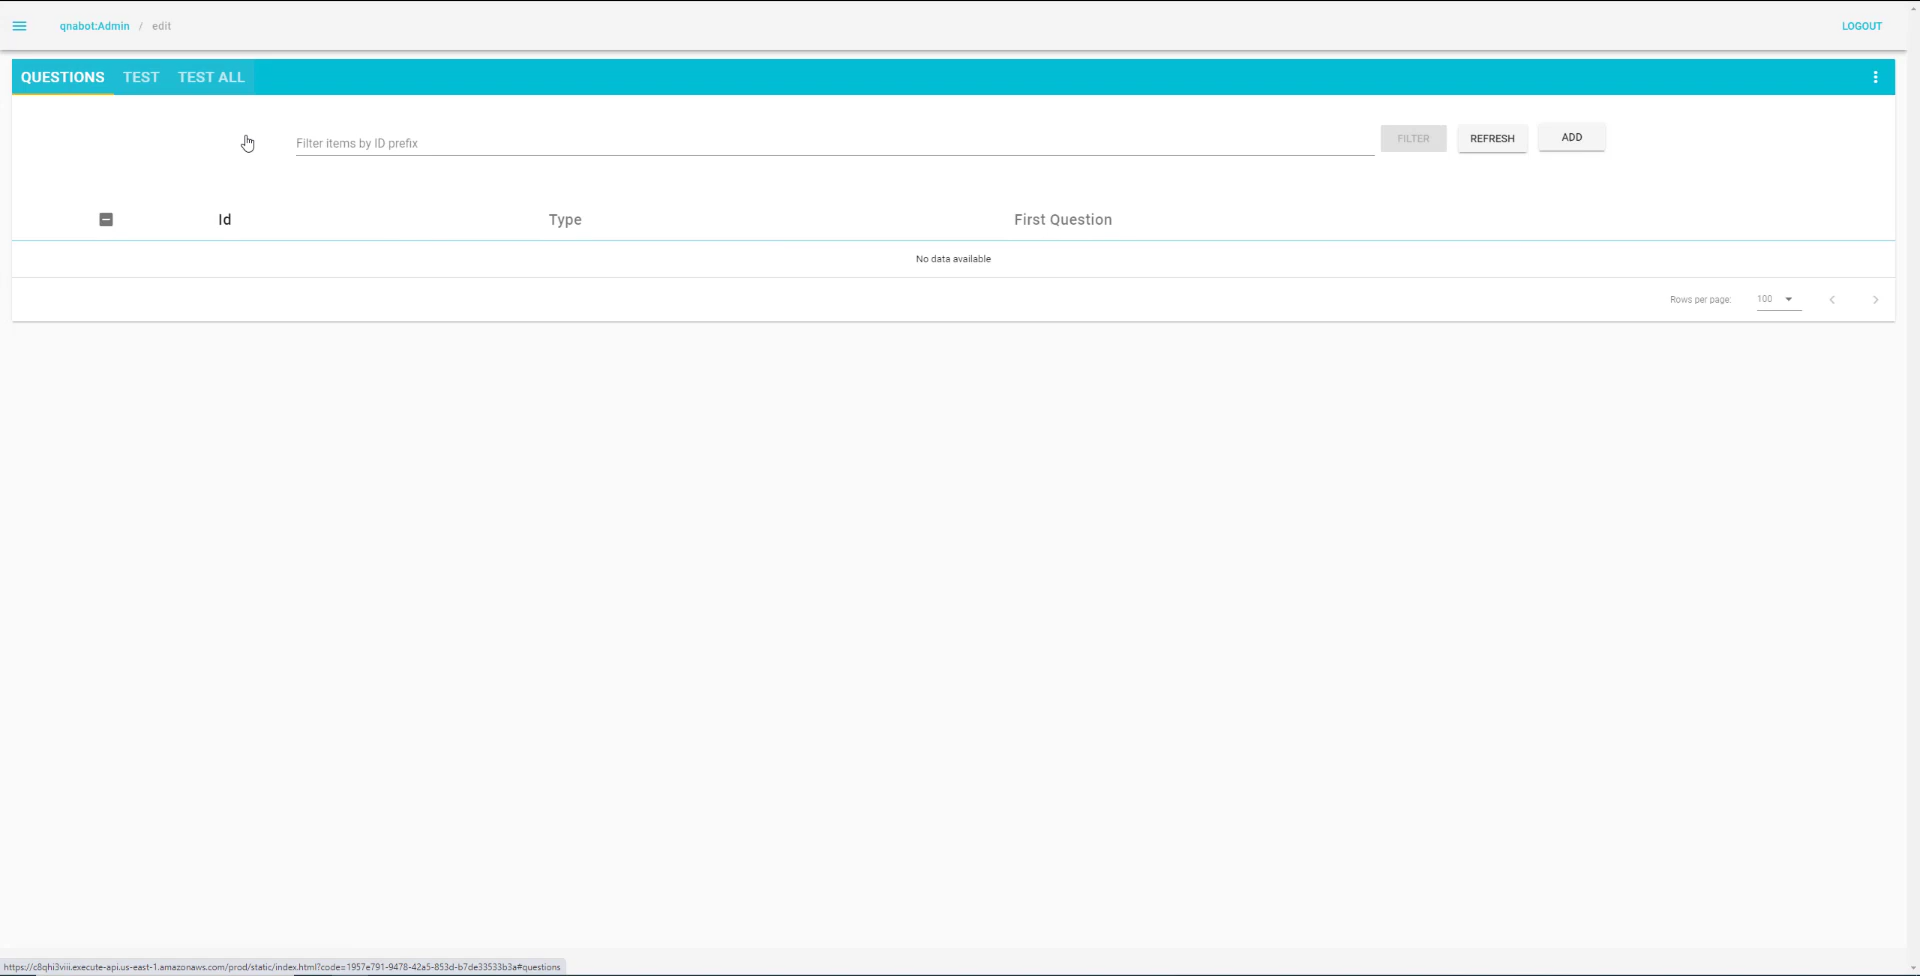 qnabot:Admin / edit LOGOUT
QUESTIONS TEST TEST ALL
Filter items by ID prefix FILTER REFRESH ADD
Id Type First Question
No data available
Rows per page: 100
https://c8qhi3viii.execute-api.us-east-1.amazonaws.com/prod/static/index.html?code=1957e791-9478-42a5-853d-b7de33533b3a#questions